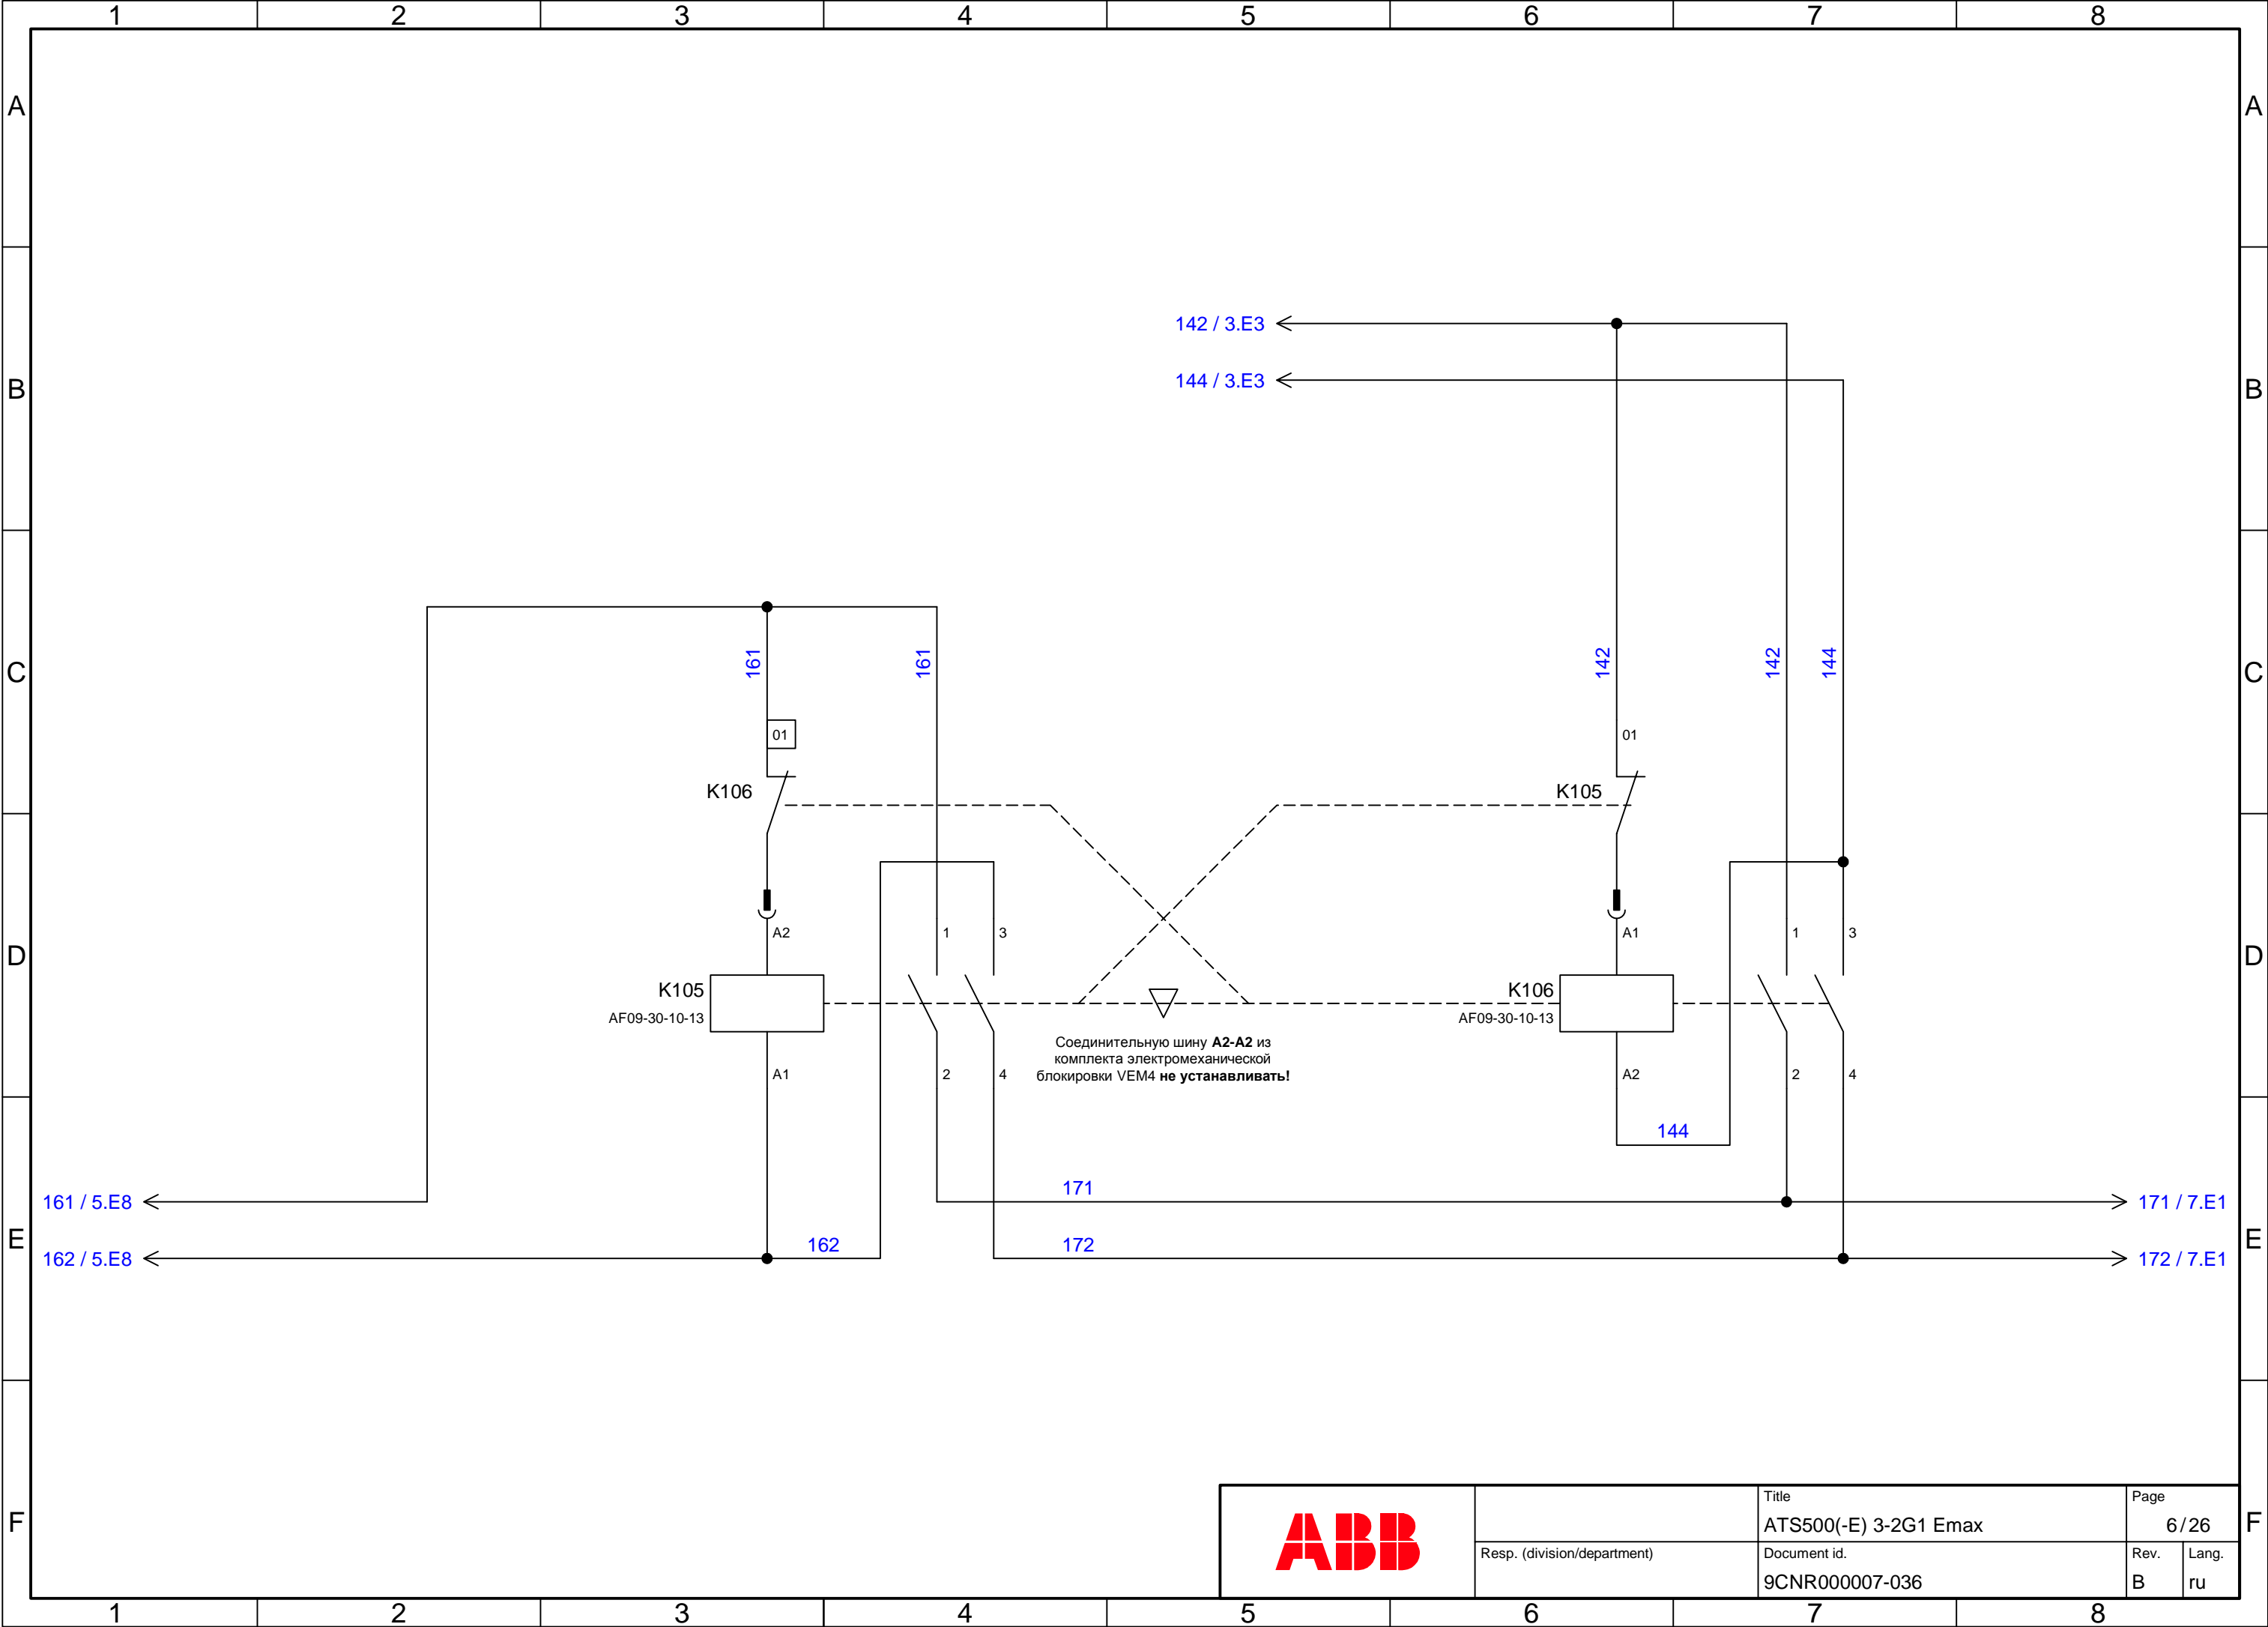 1 2 3 4 5 6 7 8
A A
142 / 3.E3
144 / 3.E3
B B
161 161 142 142 144
C C
01 01
K106 K105
A2 1 3 A1 1 3
D D
K105 K106
AF09-30-10-13 AF09-30-10-13
Соединительную шину A2-A2 из
комплекта электромеханической
блокировки VEM4 не устанавливать!
A1 2 4 A2 2 4
144
171
161 / 5.E8 171 / 7.E1
E E
162 172
162 / 5.E8 172 / 7.E1
F F
ABB
Title
ATS500(-E) 3-2G1 Emax
Page
6/26
Resp. (division/department)
Document id.
9CNR000007-036
Rev.
B
Lang.
ru
1 2 3 4 5 6 7 8